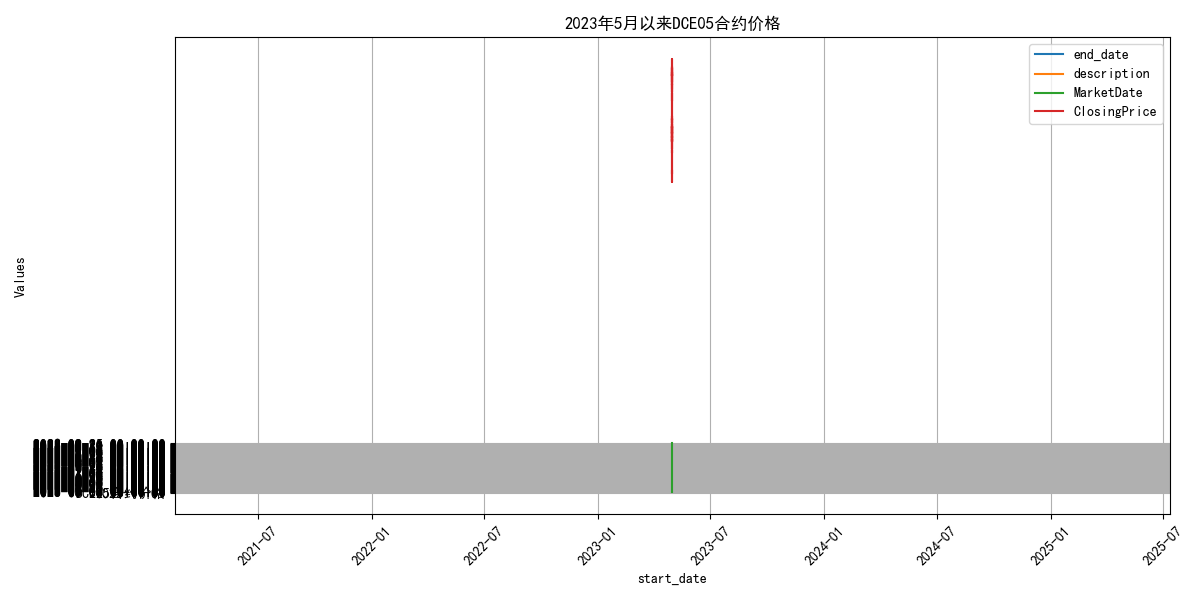 2023年5月以来DCE05合约价格
end_date
description
MarketDate
ClosingPrice
Values
2021-07
2022-01
2022-07
2023-01
2023-07
2024-01
2024-07
2025-01
2025-07
start_date